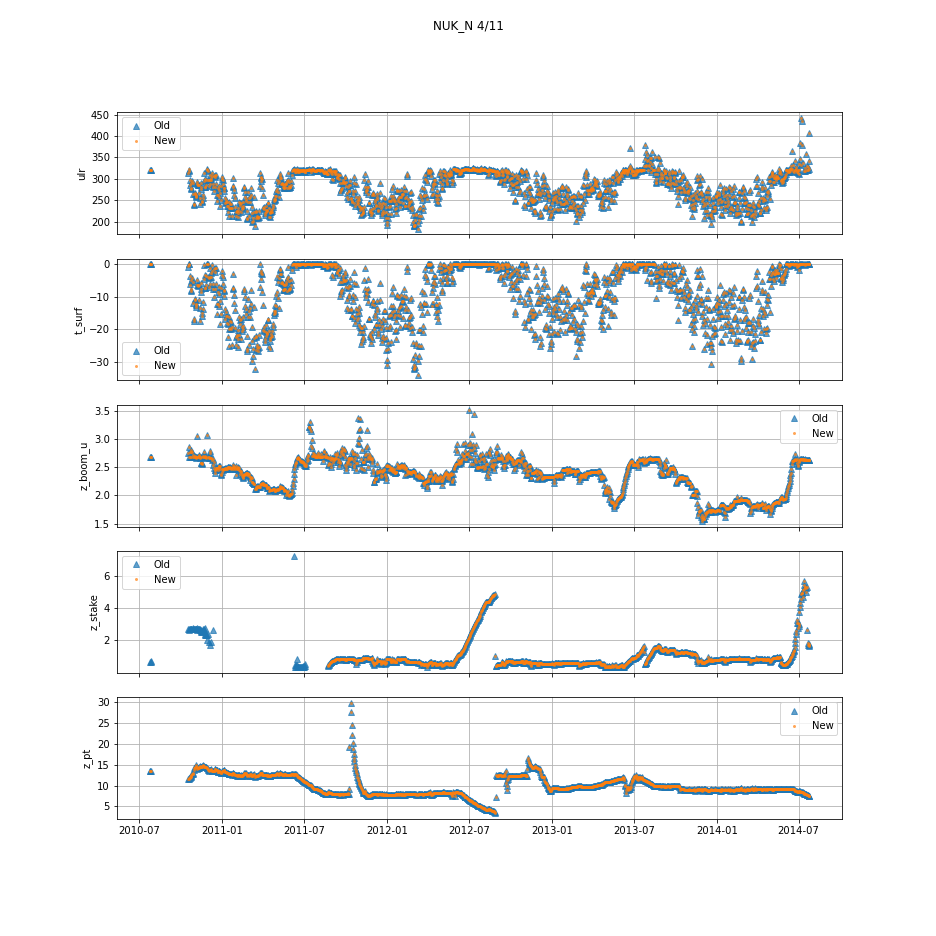 NUK_N 4/11
ulr
450
400
350
300
250
200
Old
New
t_surf
0
−10
−20
−30
Old
New
z_boom_u
3.5
3.0
2.5
2.0
1.5
Old
New
z_stake
6
4
2
Old
New
z_pt
30
25
20
15
10
5
Old
New
2010-07 2011-01 2011-07 2012-01 2012-07 2013-01 2013-07 2014-01 2014-07